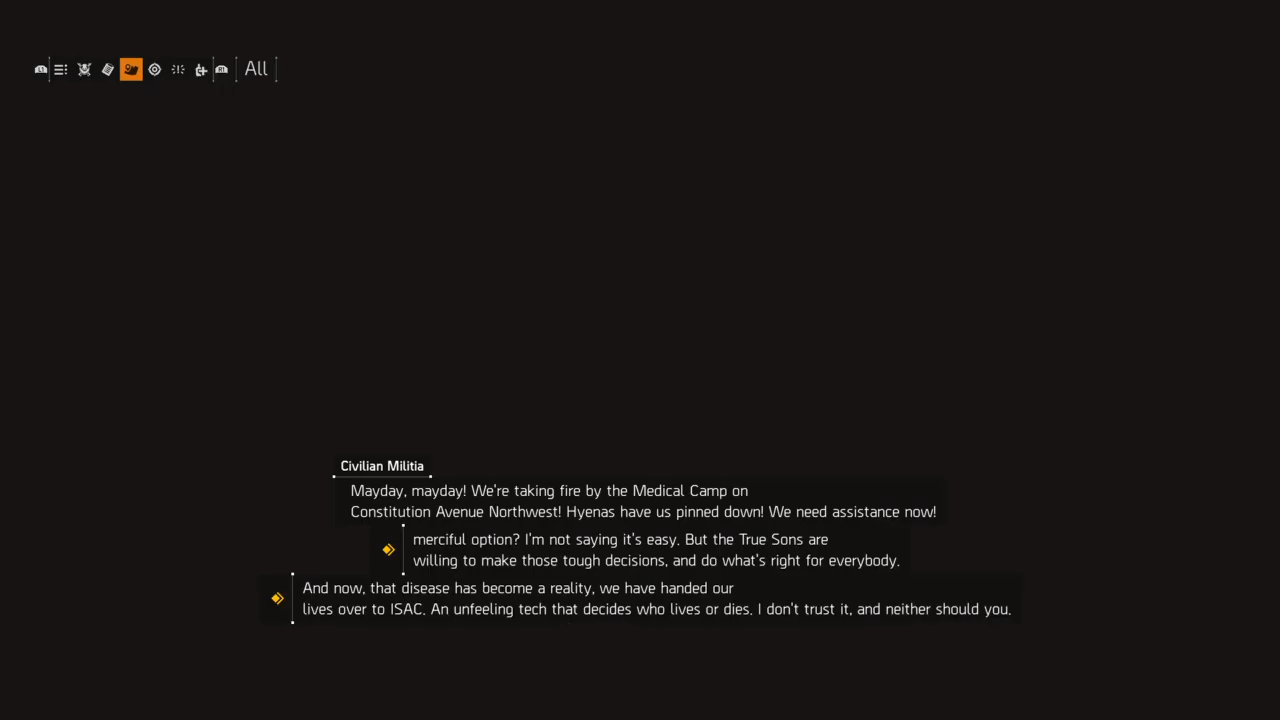 L1
R1
All
Civilian Militia
Mayday, mayday! We're taking fire by the Medical Camp on
Constitution Avenue Northwest! Hyenas have us pinned down! We need assistance now!
merciful option? I'm not saying it's easy. But the True Sons are
willing to make those tough decisions, and do what's right for everybody.
And now, that disease has become a reality, we have handed our
lives over to ISAC. An unfeeling tech that decides who lives or dies. I don't trust it, and neither should you.